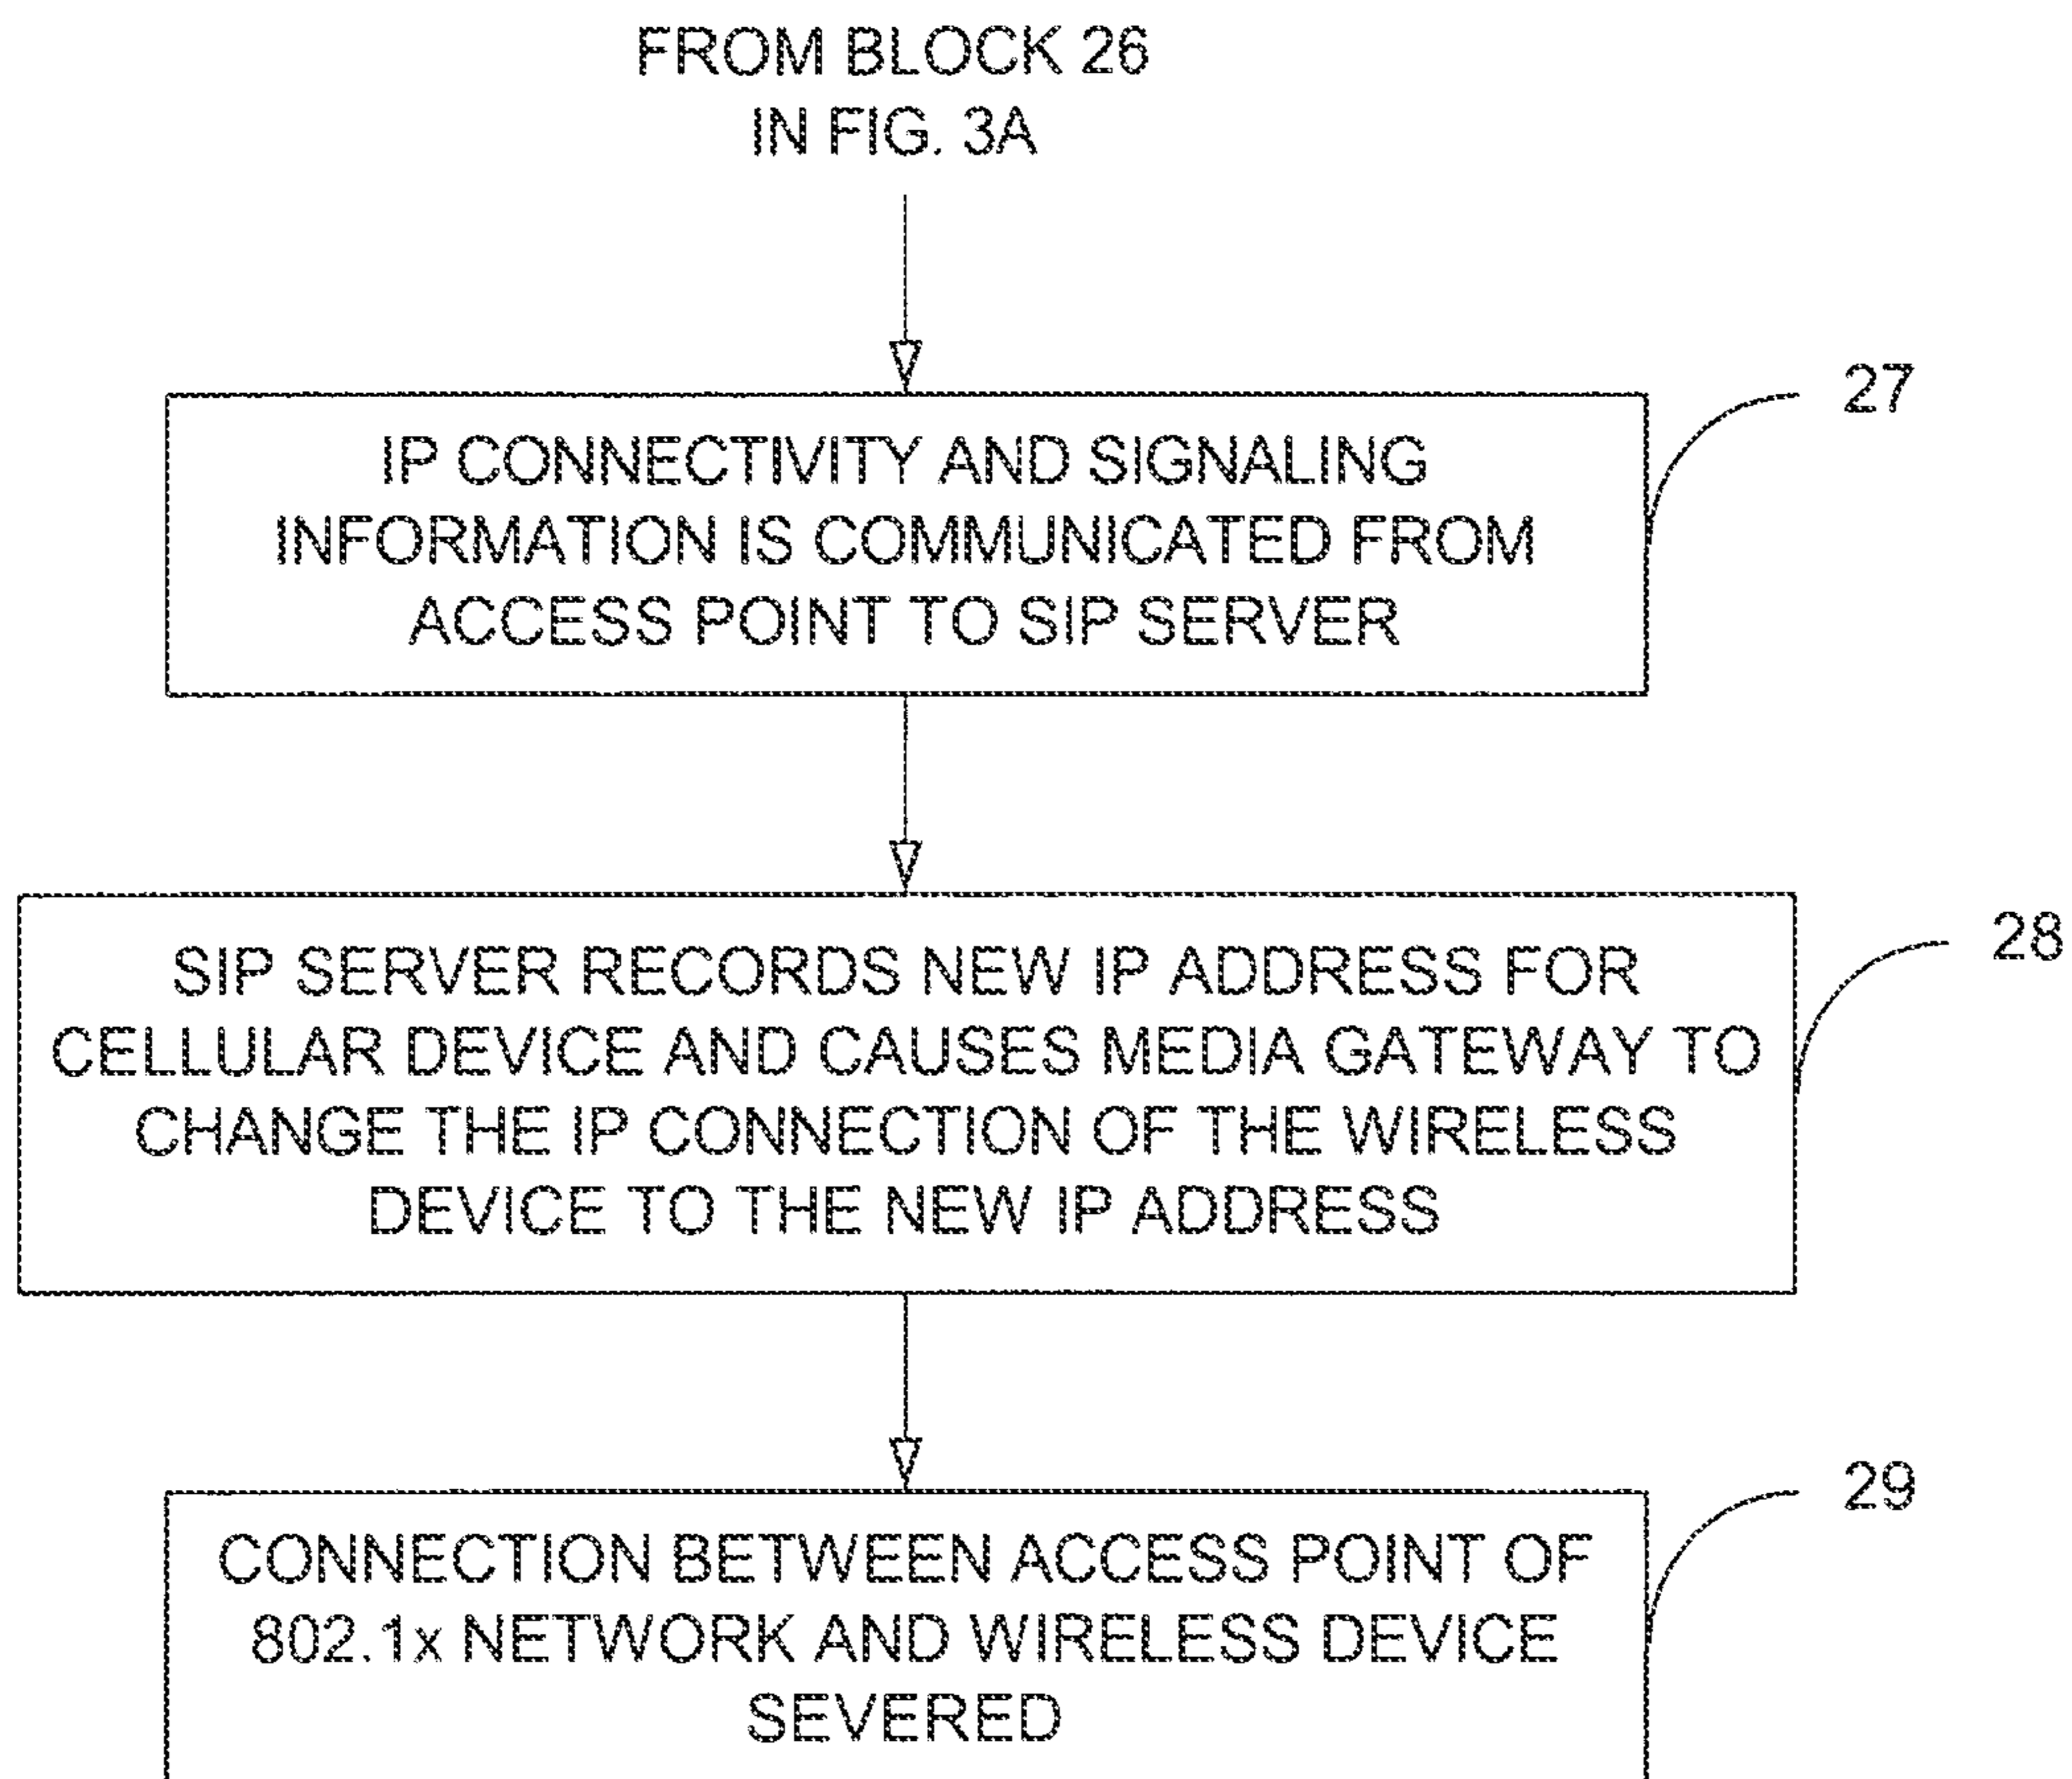 FROM BLOCK 26
IN FIG. 3A
27
IP CONNECTIVITY AND SIGNALING
INFORMATION IS COMMUNICATED FROM
ACCESS POINT TO SIP SERVER
28
SIP SERVER RECORDS NEW IP ADDRESS FOR
CELLULAR DEVICE AND CAUSES MEDIA GATEWAY TO
CHANGE THE IP CONNECTION OF THE WIRELESS
DEVICE TO THE NEW IP ADDRESS
29
CONNECTION BETWEEN ACCESS POINT OF
802.1x NETWORK AND WIRELESS DEVICE
SEVERED